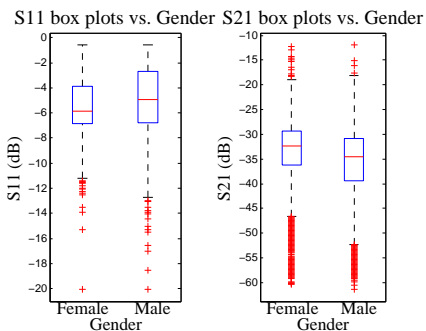 S11 box plots vs. Gender
0
−2
−4
−6
−8
−10
−12
−14
−16
−18
−20
S11 (dB)
Female
Male
Gender
S21 box plots vs. Gender
−10
−15
−20
−25
−30
−35
−40
−45
−50
−55
−60
S21 (dB)
Female
Male
Gender